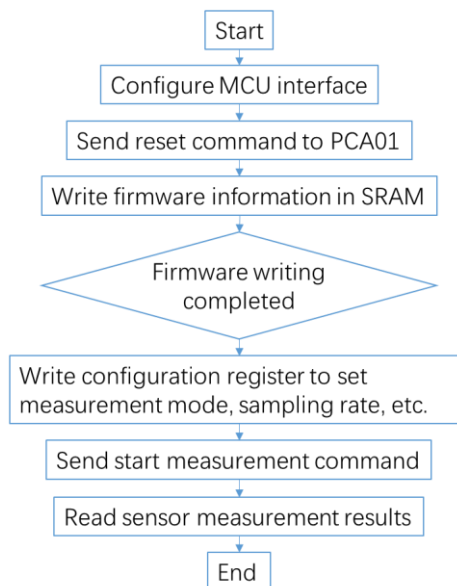 Start
Configure MCU interface
Send reset command to PCA01
Write firmware information in SRAM
Firmware writing
completed
Write configuration register to set
measurement mode, sampling rate, etc.
Send start measurement command
Read sensor measurement results
End